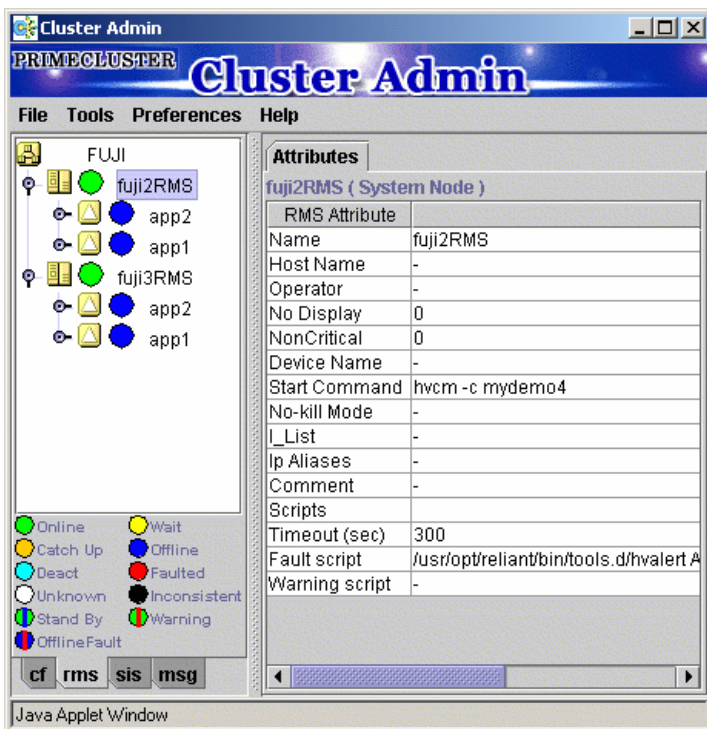 Cluster Admin
PRIMECLUSTER
Cluster Admin
File Tools Preferences Help
FUJI
fuji2RMS
app2
app1
fuji3RMS
app2
app1
Online Wait
Catch Up Offline
Deact Faulted
Unknown Inconsistent
Stand By Warning
OfflineFault
cf rms sis msg
Attributes
fuji2RMS ( System Node )
RMS Attribute
Name fuji2RMS
Host Name -
Operator -
No Display 0
NonCritical 0
Device Name -
Start Command hvcm -c mydemo4
No-kill Mode -
I_List -
Ip Aliases -
Comment -
Scripts
Timeout (sec) 300
Fault script /usr/opt/reliant/bin/tools.d/hvalert A
Warning script -
Java Applet Window